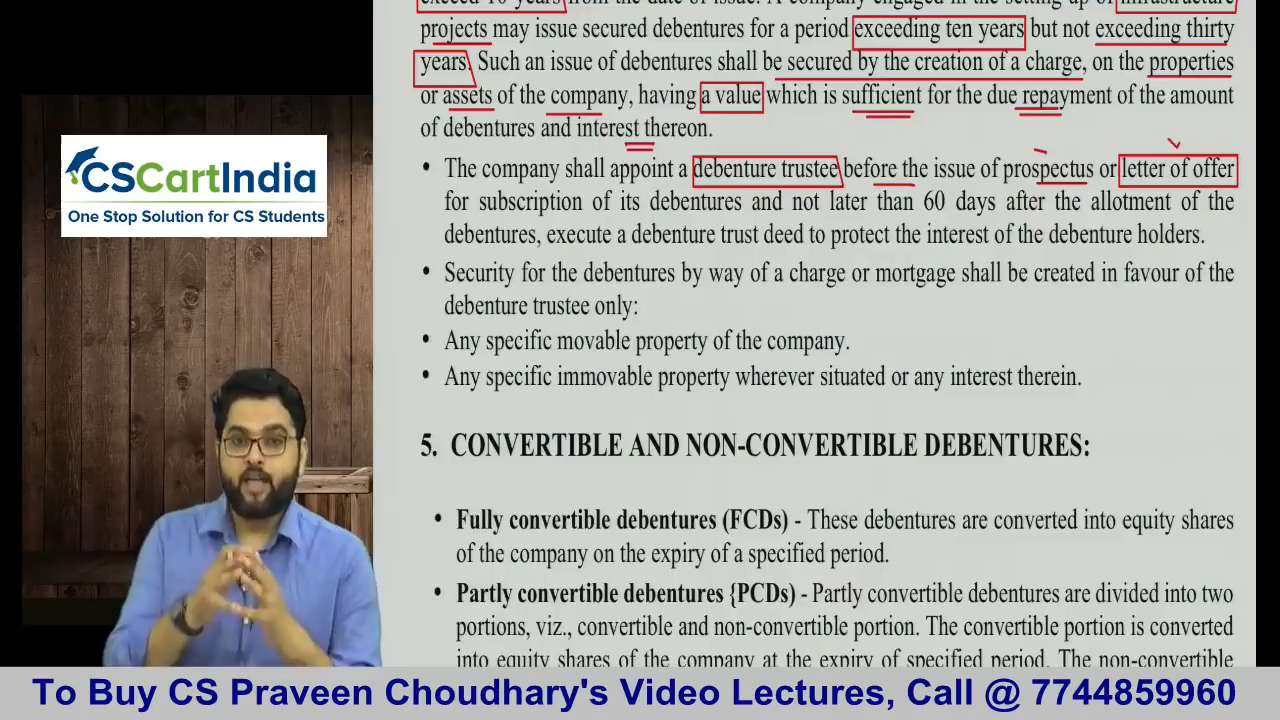 exceed 10 years from the date of issue. A company engaged in the setting up of infrastructure
projects may issue secured debentures for a period exceeding ten years but not exceeding thirty
years. Such an issue of debentures shall be secured by the creation of a charge, on the properties
or assets of the company, having a value which is sufficient for the due repayment of the amount
of debentures and interest thereon.
• The company shall appoint a debenture trustee before the issue of prospectus or letter of offer
for subscription of its debentures and not later than 60 days after the allotment of the
debentures, execute a debenture trust deed to protect the interest of the debenture holders.
• Security for the debentures by way of a charge or mortgage shall be created in favour of the
debenture trustee only:
• Any specific movable property of the company.
• Any specific immovable property wherever situated or any interest therein.
5. CONVERTIBLE AND NON-CONVERTIBLE DEBENTURES:
• Fully convertible debentures (FCDs) - These debentures are converted into equity shares
of the company on the expiry of a specified period.
• Partly convertible debentures {PCDs) - Partly convertible debentures are divided into two
portions, viz., convertible and non-convertible portion. The convertible portion is converted
into equity shares of the company at the expiry of specified period. The non-convertible
CSCartIndia
One Stop Solution for CS Students
To Buy CS Praveen Choudhary's Video Lectures, Call @ 7744859960